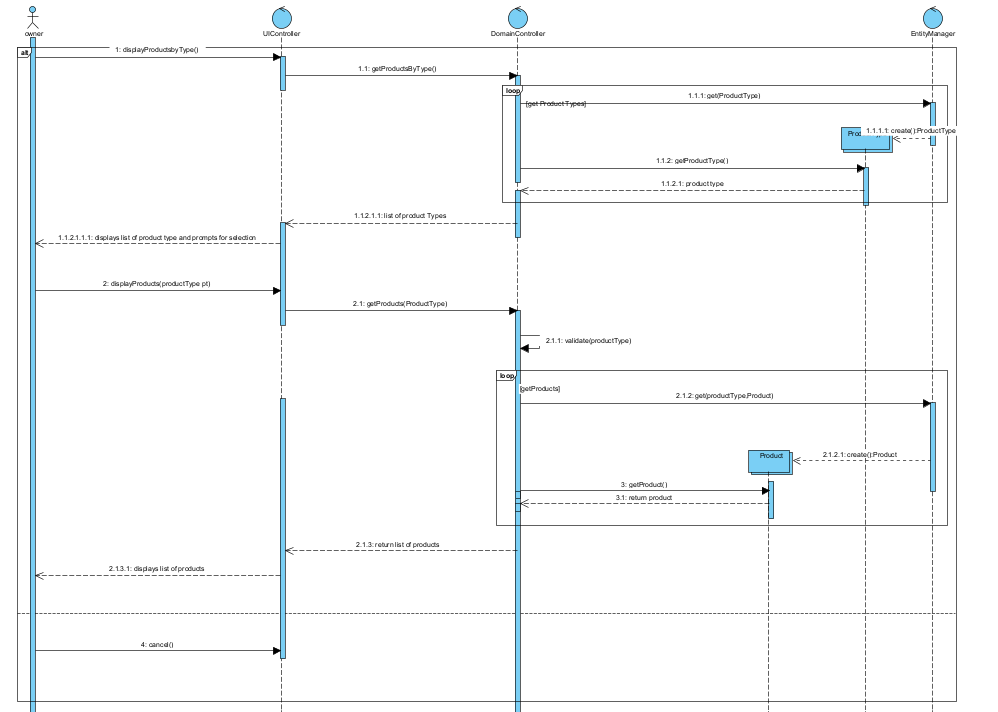 owner
UIController
DomainController
EntityManager
alt
1: displayProductsbyType()
1.1: getProductsByType()
loop
1.1.1: get(ProductType)
[get Product Types]
1.1.1.1: create():ProductType
1.1.2: getProductType()
1.1.2.1: product type
1.1.2.1.1: list of product Types
1.1.2.1.1.1: displays list of product type and prompts for selection
2: displayProducts(productType pt)
2.1: getProducts(ProductType)
2.1.1: validate(productType)
loop
[getProducts]
2.1.2: get(productType,Product)
Product
2.1.2.1: create():Product
3: getProduct()
3.1: return product
2.1.3: return list of products
2.1.3.1: displays list of products
4: cancel()